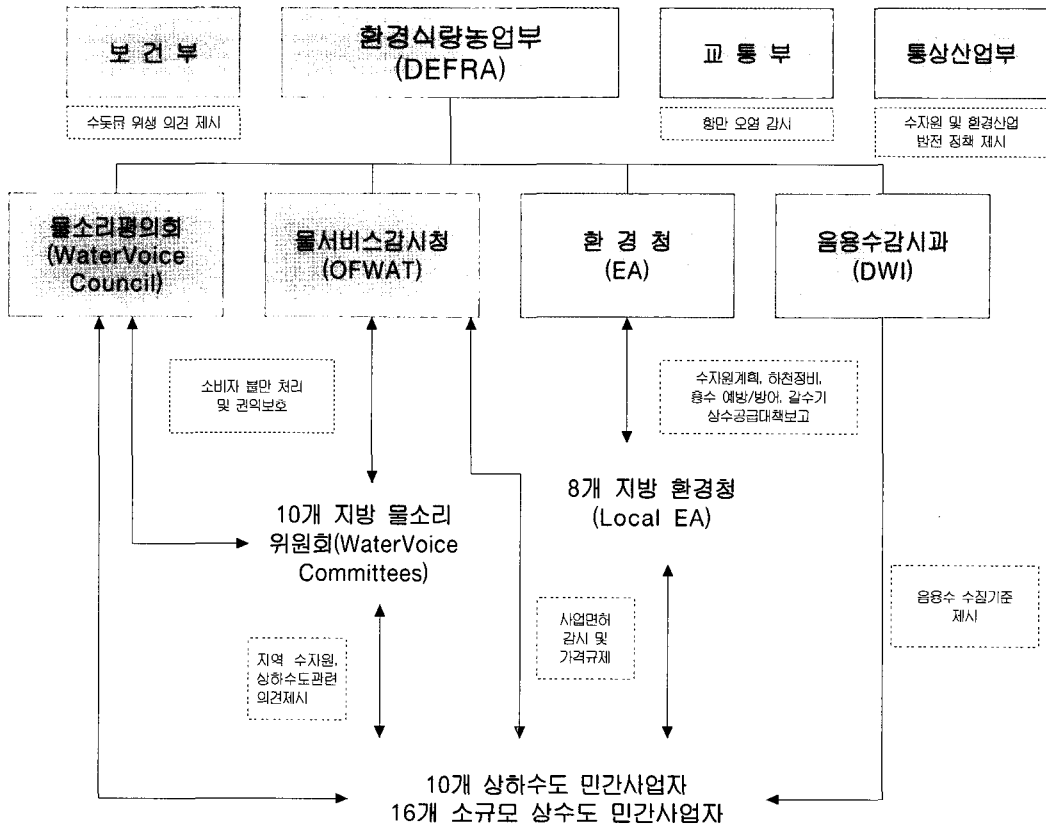 보 건 부
환경식량농업부
(DEFRA)
교 통 부
통상산업부
수돗물 위생 의견 제시
항만 오염 감시
수자원 및 환경산업
발전 정책 제시
물소리평의회
(WaterVoice
Council)
물서비스감시청
(OFWAT)
환 경 청
(EA)
음용수감시과
(DWI)
소비자 불만 처리
및 권익보호
수자원계획, 하천정비,
용수 예방/방어, 갈수기
상수공급대책보고
10개 지방 물소리
위원회(WaterVoice
Committees)
8개 지방 환경청
(Local EA)
지역 수자원,
상하수도관련
의견제시
사업면허
감시 및
가격규제
음용수 수질기준
제시
10개 상하수도 민간사업자
16개 소규모 상수도 민간사업자